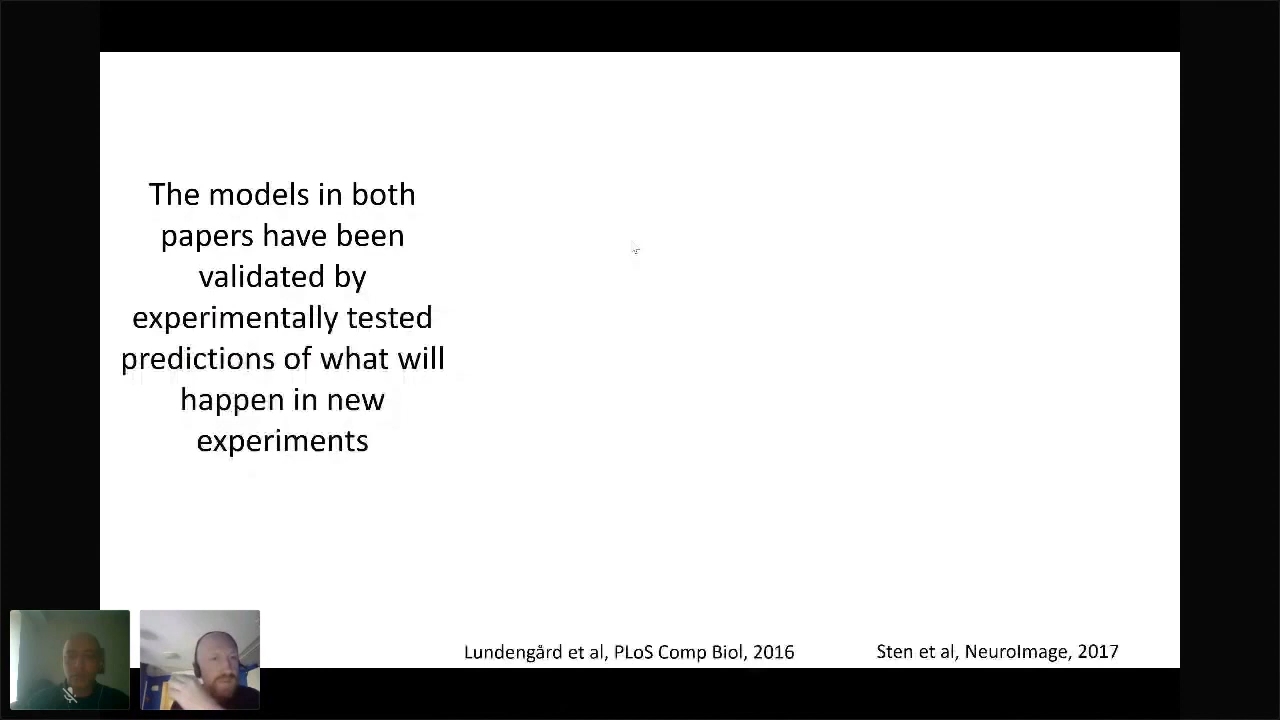 The models in both
papers have been
validated by
experimentally tested
predictions of what will
happen in new
experiments
Lundengård et al, PLoS Comp Biol, 2016
Sten et al, NeuroImage, 2017